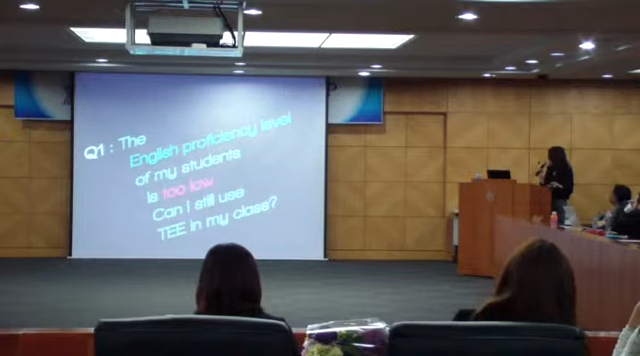 Q1 : The
English proficiency level
of my students
is too low
Can I still use
TEE in my class?